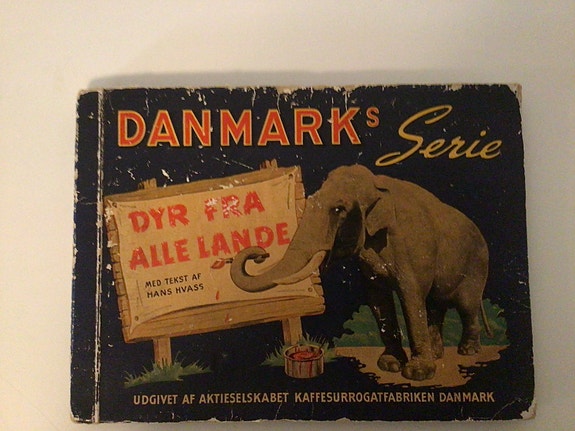 DANMARKS Serie
DYR FRA
ALLE LANDE
MED TEKST AF
HANS HVASS
UDGIVET AF AKTIESELSKABET KAFFESURROGATFABRIKEN DANMARK